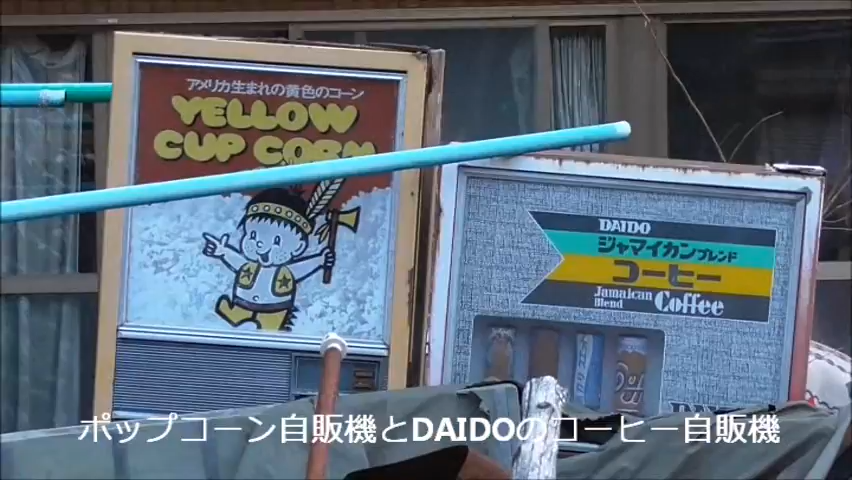 アメリカ生まれの黄色のコーン
YELLOW
CUP CORN
DAIDO
ジャマイカンブレンド
コーヒー
Jamaican
Blend
Coffee
ポップコーン自販機とDAIDOのコーヒー自販機